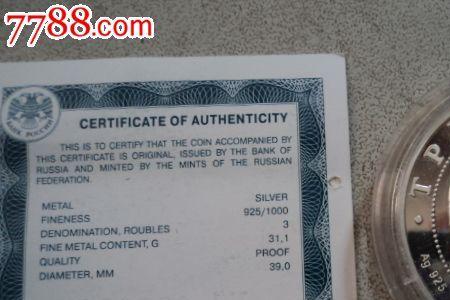 7788.com
CERTIFICATE OF AUTHENTICITY
THIS IS TO CERTIFY THAT THE COIN ACCOMPANIED BY
THIS CERTIFICATE IS ORIGINAL, ISSUED BY THE BANK OF
RUSSIA AND MINTED BY THE MINTS OF THE RUSSIAN
FEDERATION.
METAL SILVER
FINENESS 925/1000
DENOMINATION, ROUBLES 3
FINE METAL CONTENT, G 31,1
QUALITY PROOF
DIAMETER, MM 39,0
· Т Р
Ag 925